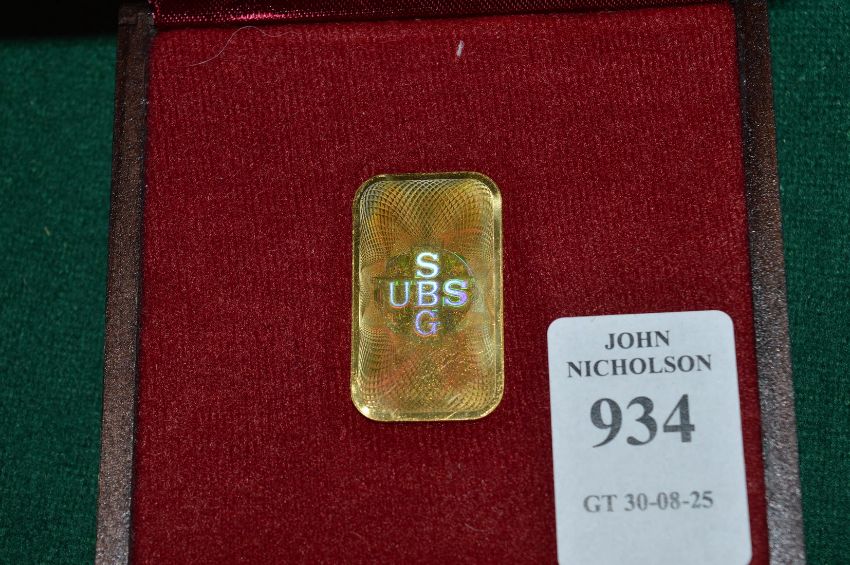 S
UBS
G
JOHN
NICHOLSON
934
GT 30-08-25